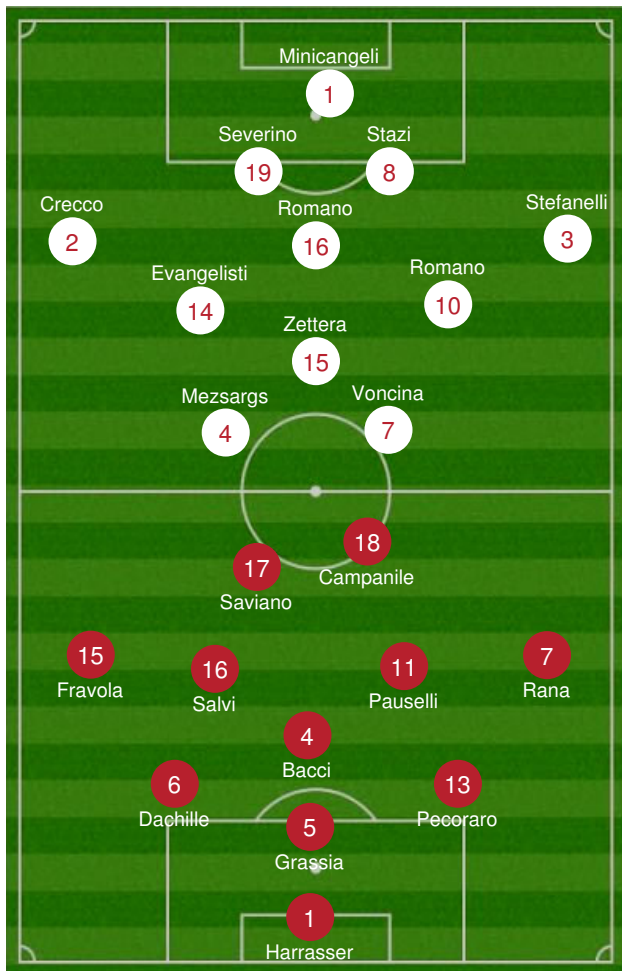 Minicangeli
1
Severino
Stazi
19
8
Crecco
Romano
Stefanelli
2
16
3
Evangelisti
Romano
14
10
Zettera
15
Mezsargs
Voncina
4
7
18
Campanile
17
Saviano
15
Fravola
16
Salvi
11
Pauselli
7
Rana
4
Bacci
6
Dachille
13
Pecoraro
5
Grassia
1
Harrasser